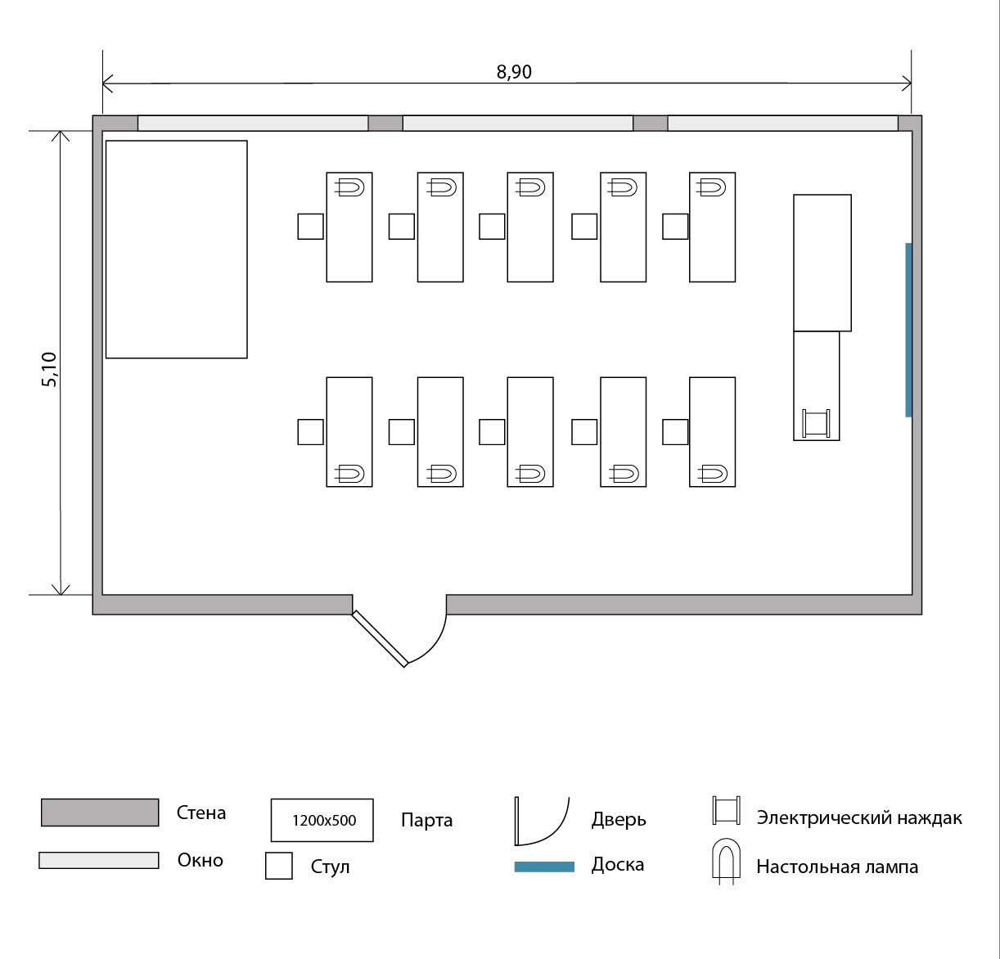 8,90
5,10
Стена
1200x500
Парта
Дверь
Электрический наждак
Окно
Стул
Доска
Настольная лампа